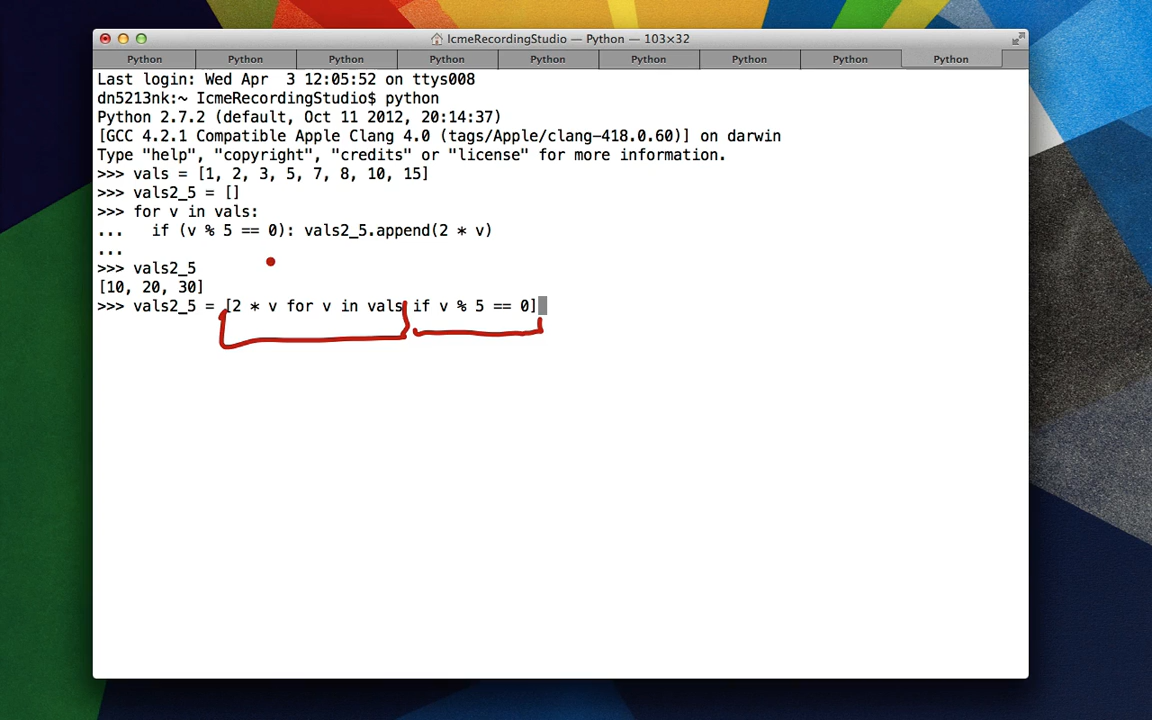 IcmeRecordingStudio — Python — 103×32
Python Python Python Python Python Python Python Python Python
Last login: Wed Apr  3 12:05:52 on ttys008
dn5213nk:~ IcmeRecordingStudio$ python
Python 2.7.2 (default, Oct 11 2012, 20:14:37)
[GCC 4.2.1 Compatible Apple Clang 4.0 (tags/Apple/clang-418.0.60)] on darwin
Type "help", "copyright", "credits" or "license" for more information.
>>> vals = [1, 2, 3, 5, 7, 8, 10, 15]
>>> vals2_5 = []
>>> for v in vals:
...   if (v % 5 == 0): vals2_5.append(2 * v)
...
>>> vals2_5
[10, 20, 30]
>>> vals2_5 = [2 * v for v in vals if v % 5 == 0]